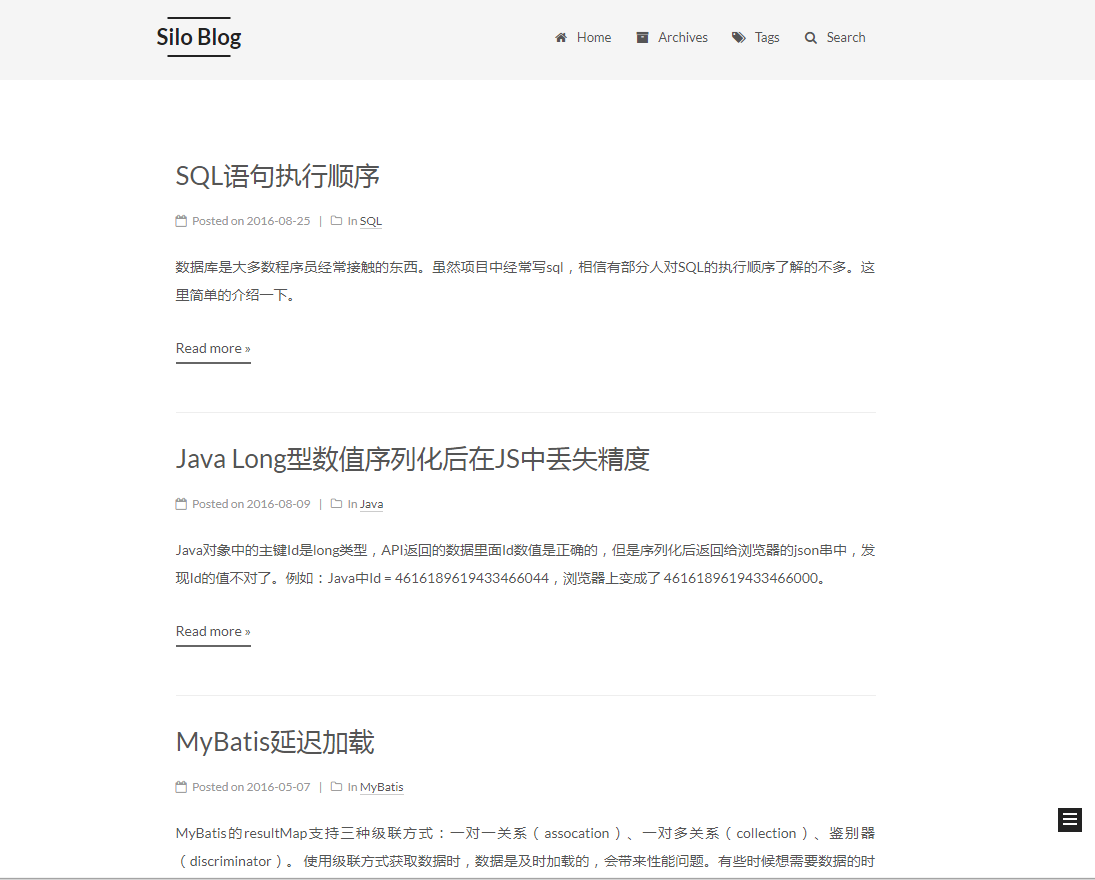 Silo Blog
Home Archives Tags Search
SQL语句执行顺序
Posted on 2016-08-25 | In SQL
数据库是大多数程序员经常接触的东西。虽然项目中经常写sql，相信有部分人对SQL的执行顺序了解的不多。这
里简单的介绍一下。
Read more »
Java Long型数值序列化后在JS中丢失精度
Posted on 2016-08-09 | In Java
Java对象中的主键Id是long类型，API返回的数据里面Id数值是正确的，但是序列化后返回给浏览器的json串中，发
现Id的值不对了。例如：Java中Id = 4616189619433466044，浏览器上变成了 4616189619433466000。
Read more »
MyBatis延迟加载
Posted on 2016-05-07 | In MyBatis
MyBatis的resultMap支持三种级联方式：一对一关系（assocation）、一对多关系（collection）、鉴别器
（discriminator）。 使用级联方式获取数据时，数据是及时加载的，会带来性能问题。有些时候想需要数据的时